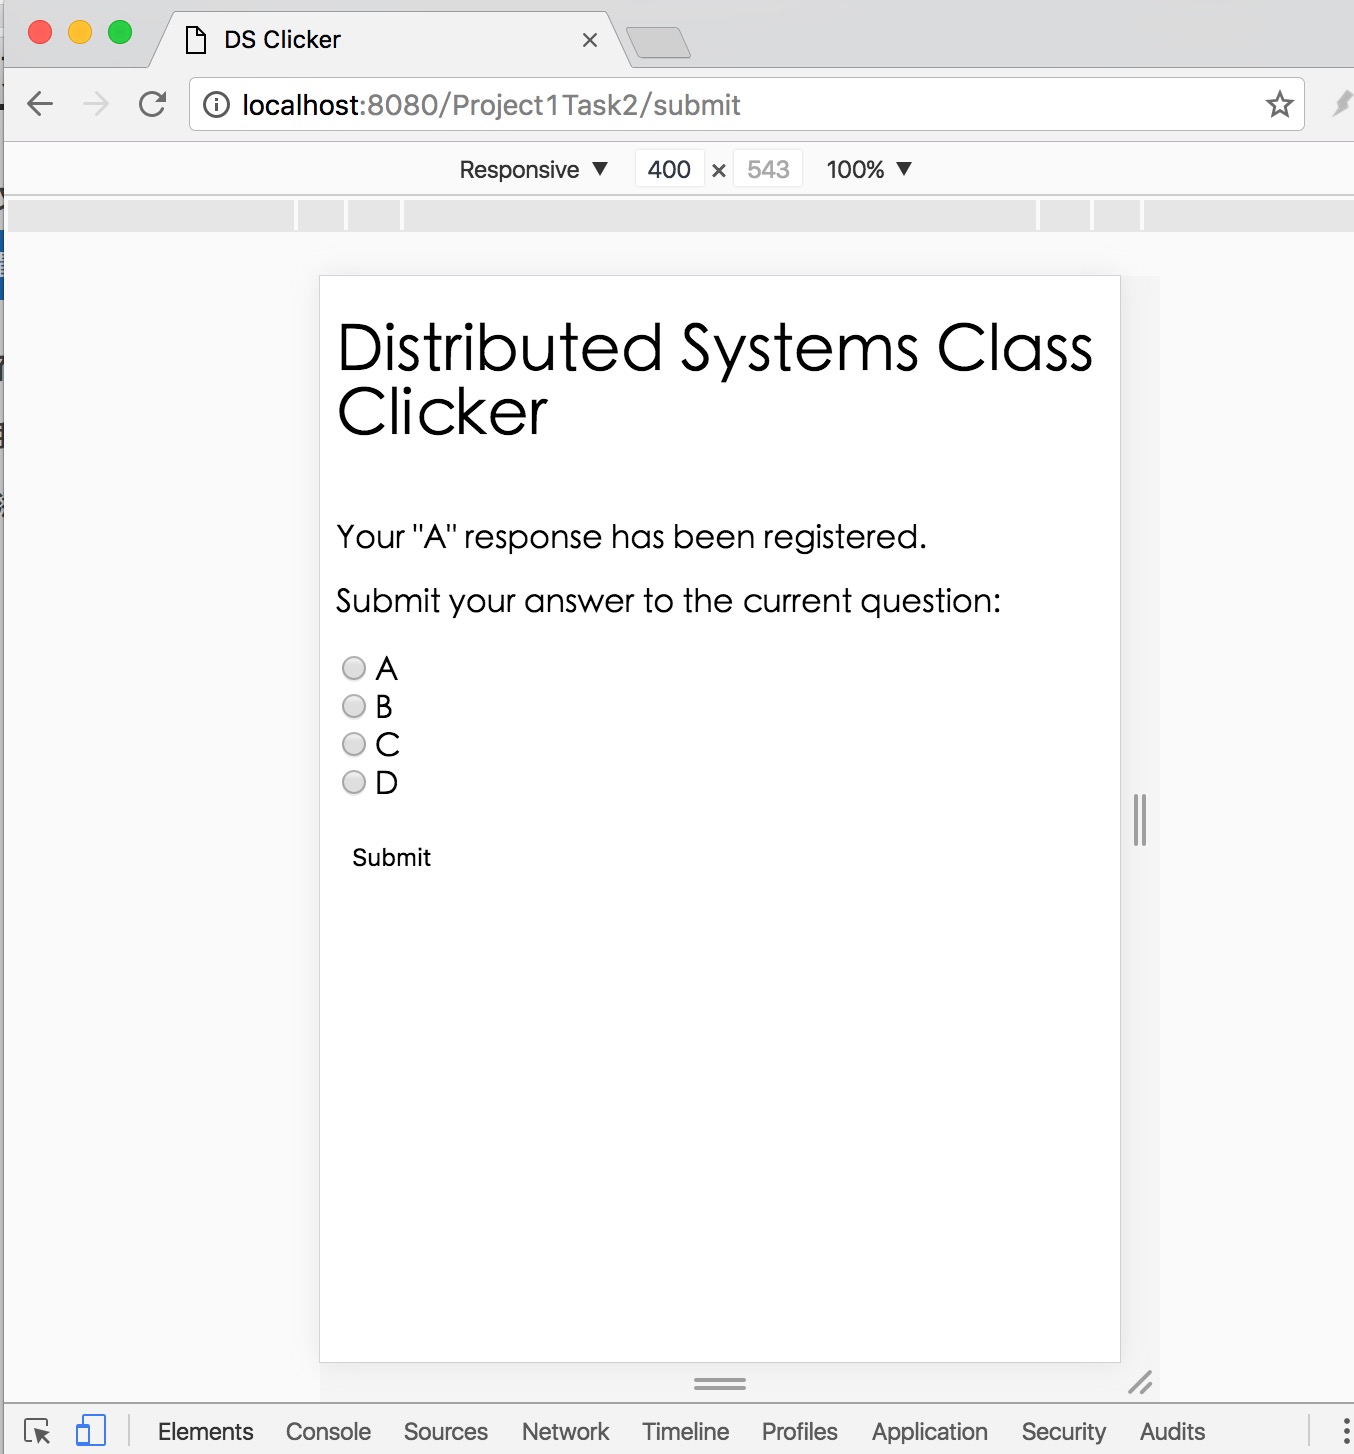 DS Clicker
localhost:8080/Project1Task2/submit
Responsive ▼ 400 × 543 100% ▼
Distributed Systems Class
Clicker
Your "A" response has been registered.
Submit your answer to the current question:
A
B
C
D
Submit
Elements Console Sources Network Timeline Profiles Application Security Audits